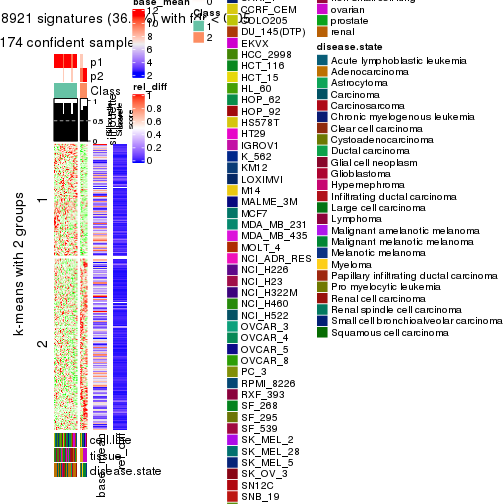 8921 signatures (36.
%) with fdr < 0.05
174 confident samples
p1
p2
Class
1
0.5
0
silhouette
score
1
2
k-means with 2 groups
cell.line
tissue
disease.state
base_mean
rel_diff
base_mean
12
10
8
6
4
2
rel_diff
1
0.8
0.6
0.4
0.2
0
Class
1
2
CCRF_CEM
COLO205
DU_145(DTP)
EKVX
HCC_2998
HCT_116
HCT_15
HL_60
HOP_62
HOP_92
HS578T
HT29
IGROV1
K_562
KM12
LOXIMVI
M14
MALME_3M
MCF7
MDA_MB_231
MDA_MB_435
MOLT_4
NCI_ADR_RES
NCI_H226
NCI_H23
NCI_H322M
NCI_H460
NCI_H522
OVCAR_3
OVCAR_4
OVCAR_5
OVCAR_8
PC_3
RPMI_8226
RXF_393
SF_268
SF_295
SF_539
SK_MEL_2
SK_MEL_28
SK_MEL_5
SK_OV_3
SN12C
SNB_19
ovarian
prostate
renal
disease.state
Acute lymphoblastic leukemia
Adenocarcinoma
Astrocytoma
Carcinoma
Carcinosarcoma
Chronic myelogenous leukemia
Clear cell carcinoma
Cystoadenocarcinoma
Ductal carcinoma
Glial cell neoplasm
Glioblastoma
Hypernephroma
Infiltrating ductal carcinoma
Large cell carcinoma
Lymphoma
Malignant amelanotic melanoma
Malignant melanotic melanoma
Melanotic melanoma
Myeloma
Papillary infiltrating ductal carcinoma
Pro myelocytic leukemia
Renal cell carcinoma
Renal spindle cell carcinoma
Small cell bronchioalveolar carcinoma
Squamous cell carcinoma